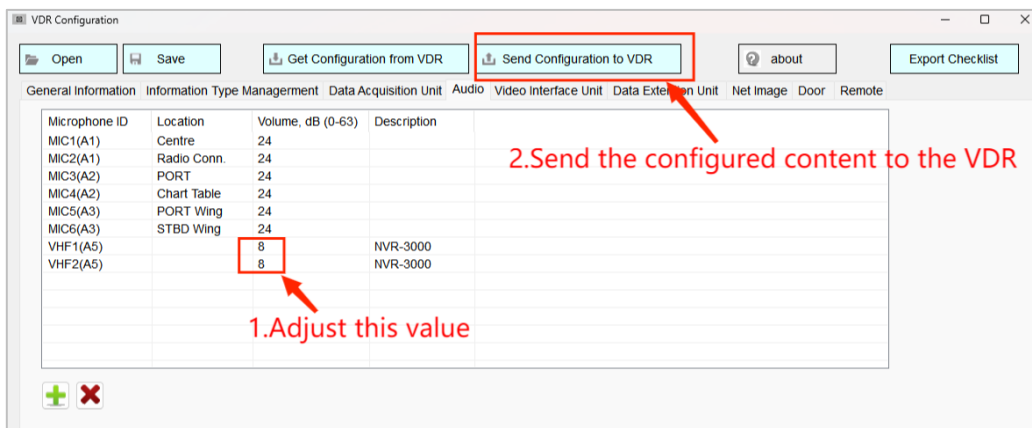 VDR Configuration
Open Save Get Configuration from VDR Send Configuration to VDR about Export Checklist
General Information Information Type Management Data Acquisition Unit Audio Video Interface Unit Data Extension Unit Net Image Door Remote
Microphone ID Location Volume, dB (0-63) Description
MIC1(A1) Centre 24
MIC2(A1) Radio Conn. 24
MIC3(A2) PORT 24
MIC4(A2) Chart Table 24
MIC5(A3) PORT Wing 24
MIC6(A3) STBD Wing 24
VHF1(A5) 8 NVR-3000
VHF2(A5) 8 NVR-3000
2.Send the configured content to the VDR
1.Adjust this value